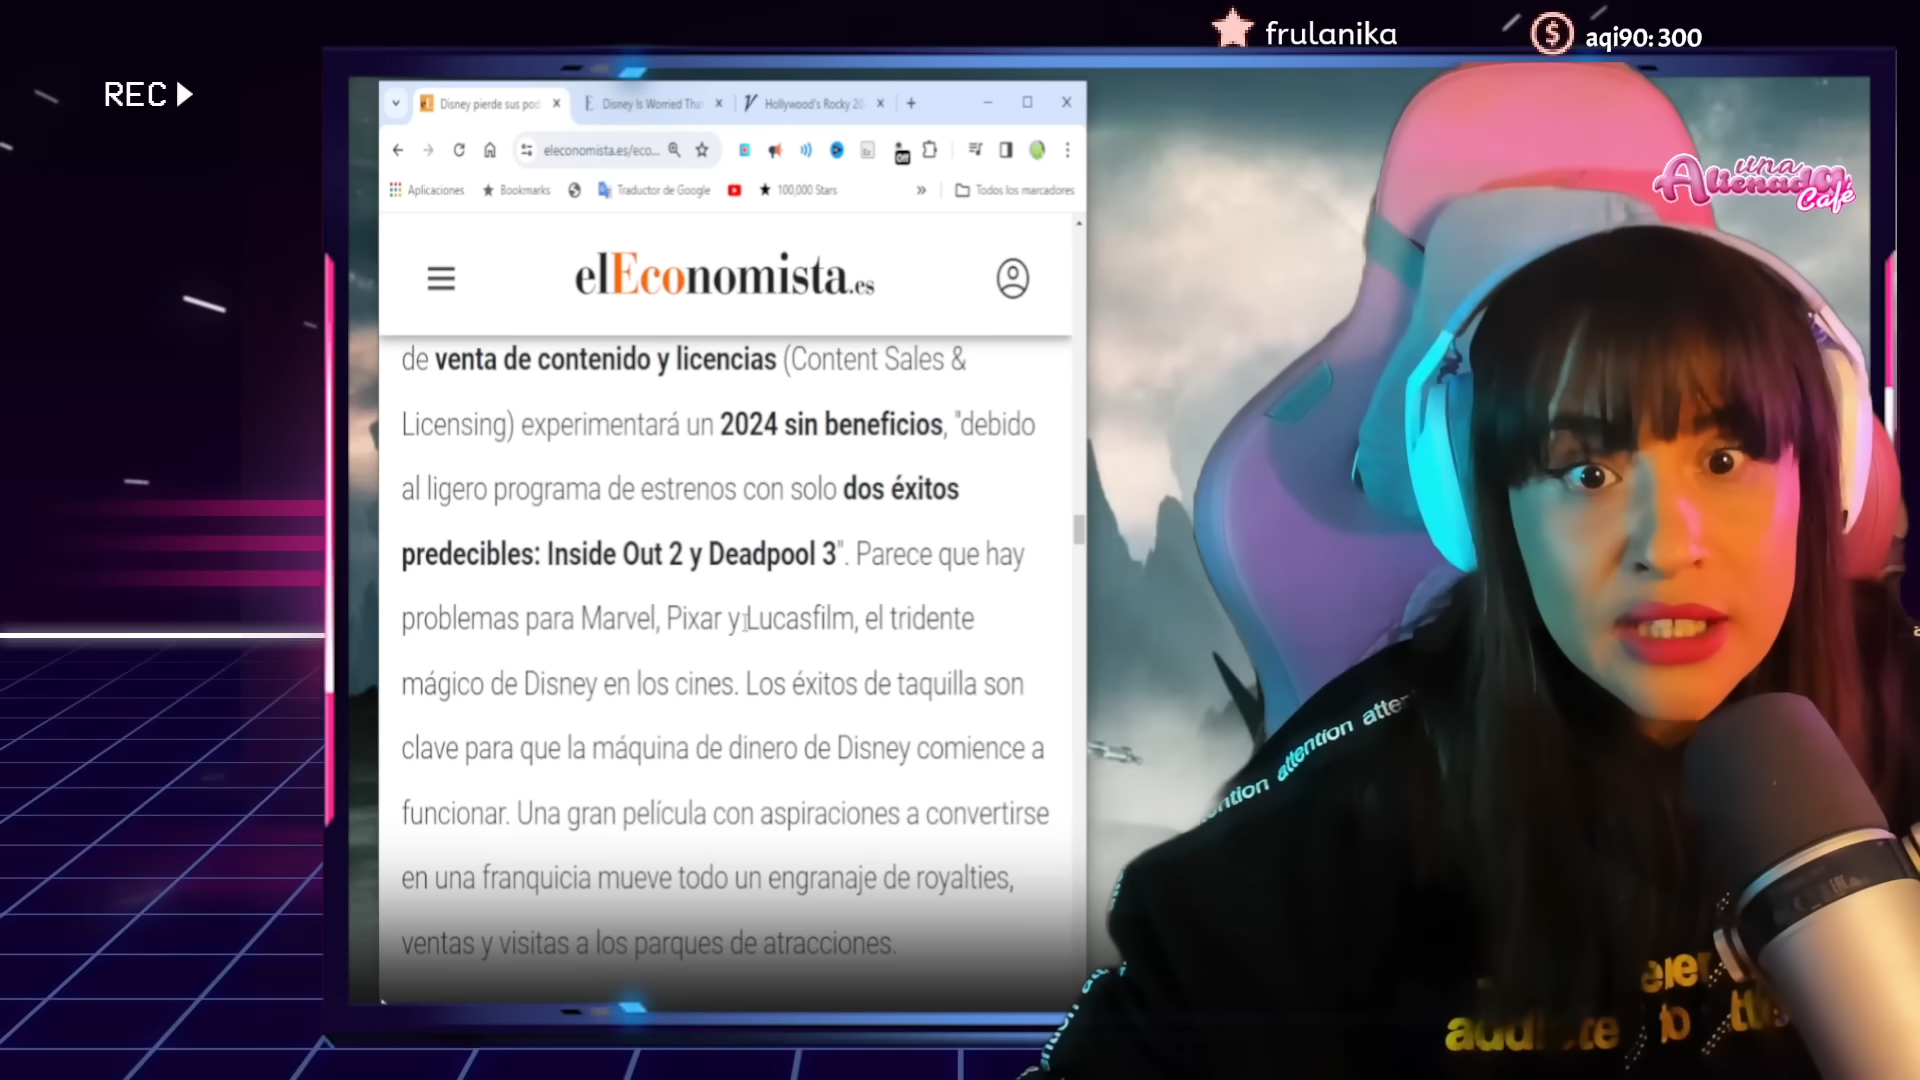 frulanika
aqi90: 300
REC
Disney pierde sus pod
Disney Is Worried Tha
Hollywood's Rocky 20
eleconomista.es/eco...
Off
Aplicaciones
Bookmarks
Traductor de Google
100,000 Stars
Todos los marcadores
una
Alienada
Café
elEconomista.es
de venta de contenido y licencias (Content Sales &
Licensing) experimentará un 2024 sin beneficios, "debido
al ligero programa de estrenos con solo dos éxitos
predecibles: Inside Out 2 y Deadpool 3". Parece que hay
problemas para Marvel, Pixar y Lucasfilm, el tridente
mágico de Disney en los cines. Los éxitos de taquilla son
clave para que la máquina de dinero de Disney comience a
funcionar. Una gran película con aspiraciones a convertirse
en una franquicia mueve todo un engranaje de royalties,
ventas y visitas a los parques de atracciones.
ntion attention atten